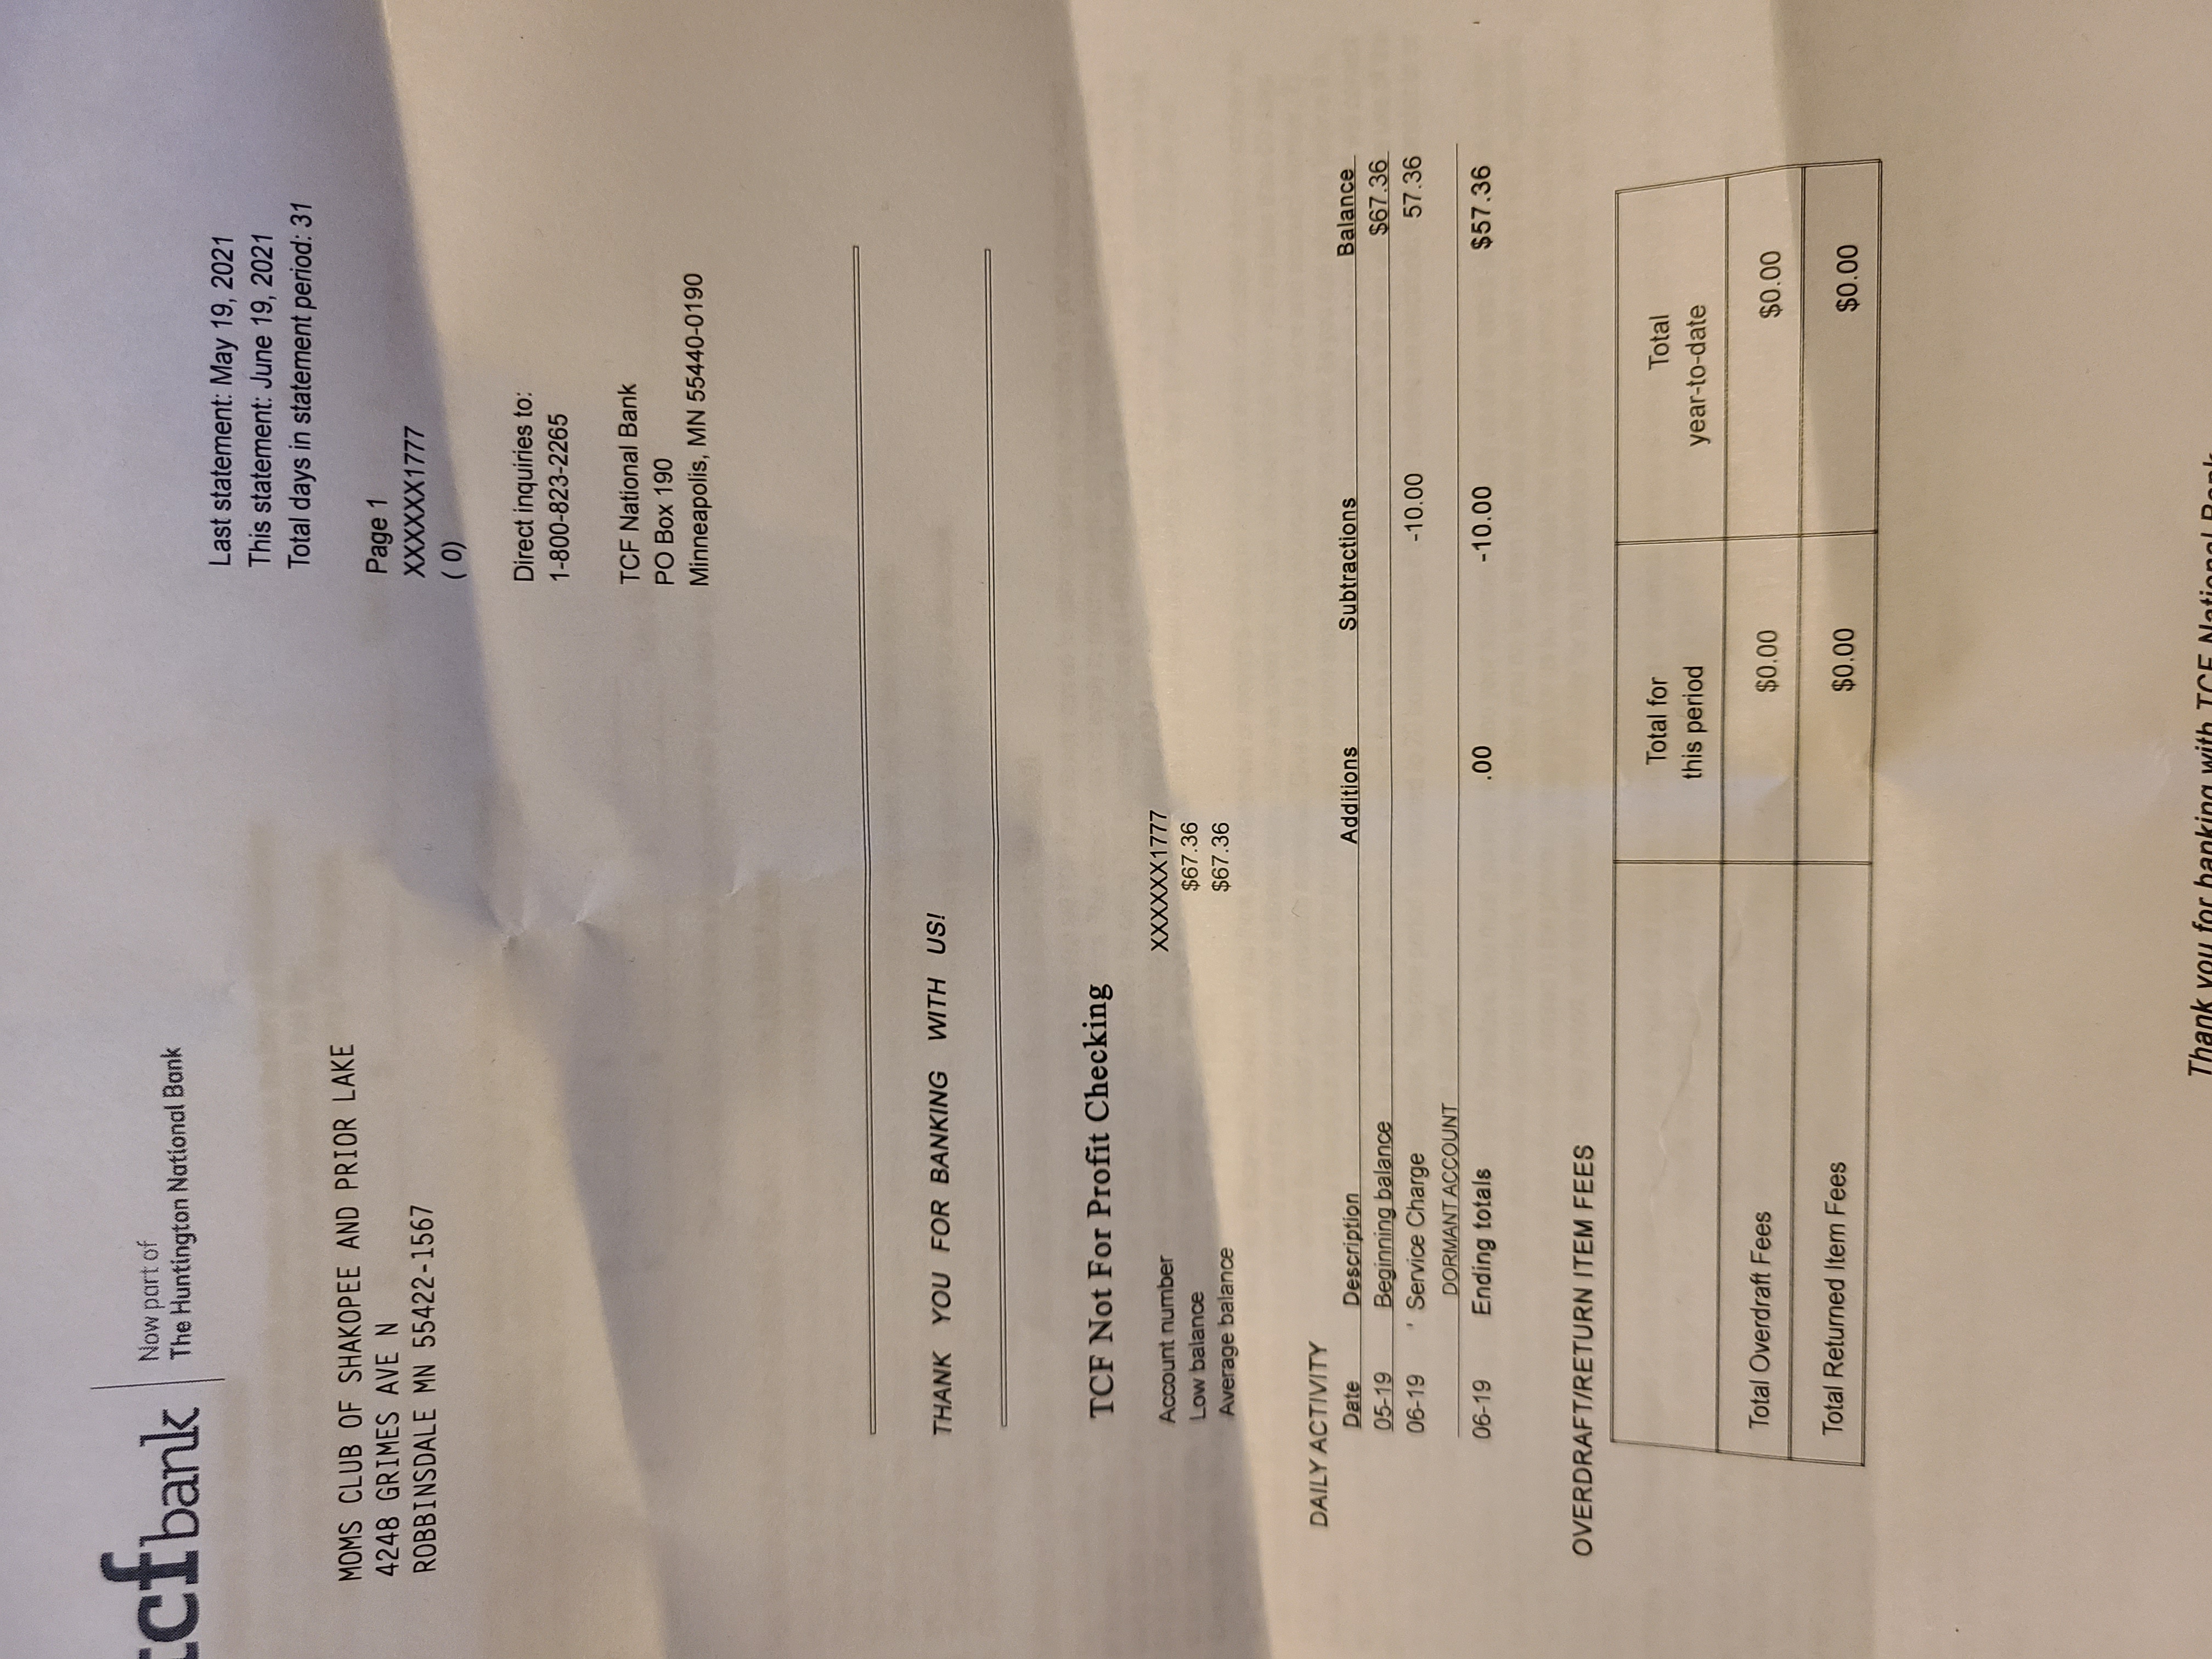 tcf bank
Now part of
The Huntington National Bank
Last statement: May 19, 2021
This statement: June 19, 2021
Total days in statement period: 31
MOMS CLUB OF SHAKOPEE AND PRIOR LAKE
4248 GRIMES AVE N
ROBBINSDALE MN 55422-1567
Page 1
XXXXXX1777
( 0)
Direct inquiries to:
1-800-823-2265
TCF National Bank
PO Box 190
Minneapolis, MN 55440-0190
THANK YOU FOR BANKING WITH US!
TCF Not For Profit Checking
Account number XXXXXX1777
Low balance $67.36
Average balance $67.36
DAILY ACTIVITY
Date Description Additions Subtractions Balance
05-19 Beginning balance $67.36
06-19 ' Service Charge -10.00 57.36
DORMANT ACCOUNT
06-19 Ending totals .00 -10.00 $57.36
OVERDRAFT/RETURN ITEM FEES
Total for Total
this period year-to-date
Total Overdraft Fees $0.00 $0.00
Total Returned Item Fees $0.00 $0.00
Thank you for banking with TCF National Bank